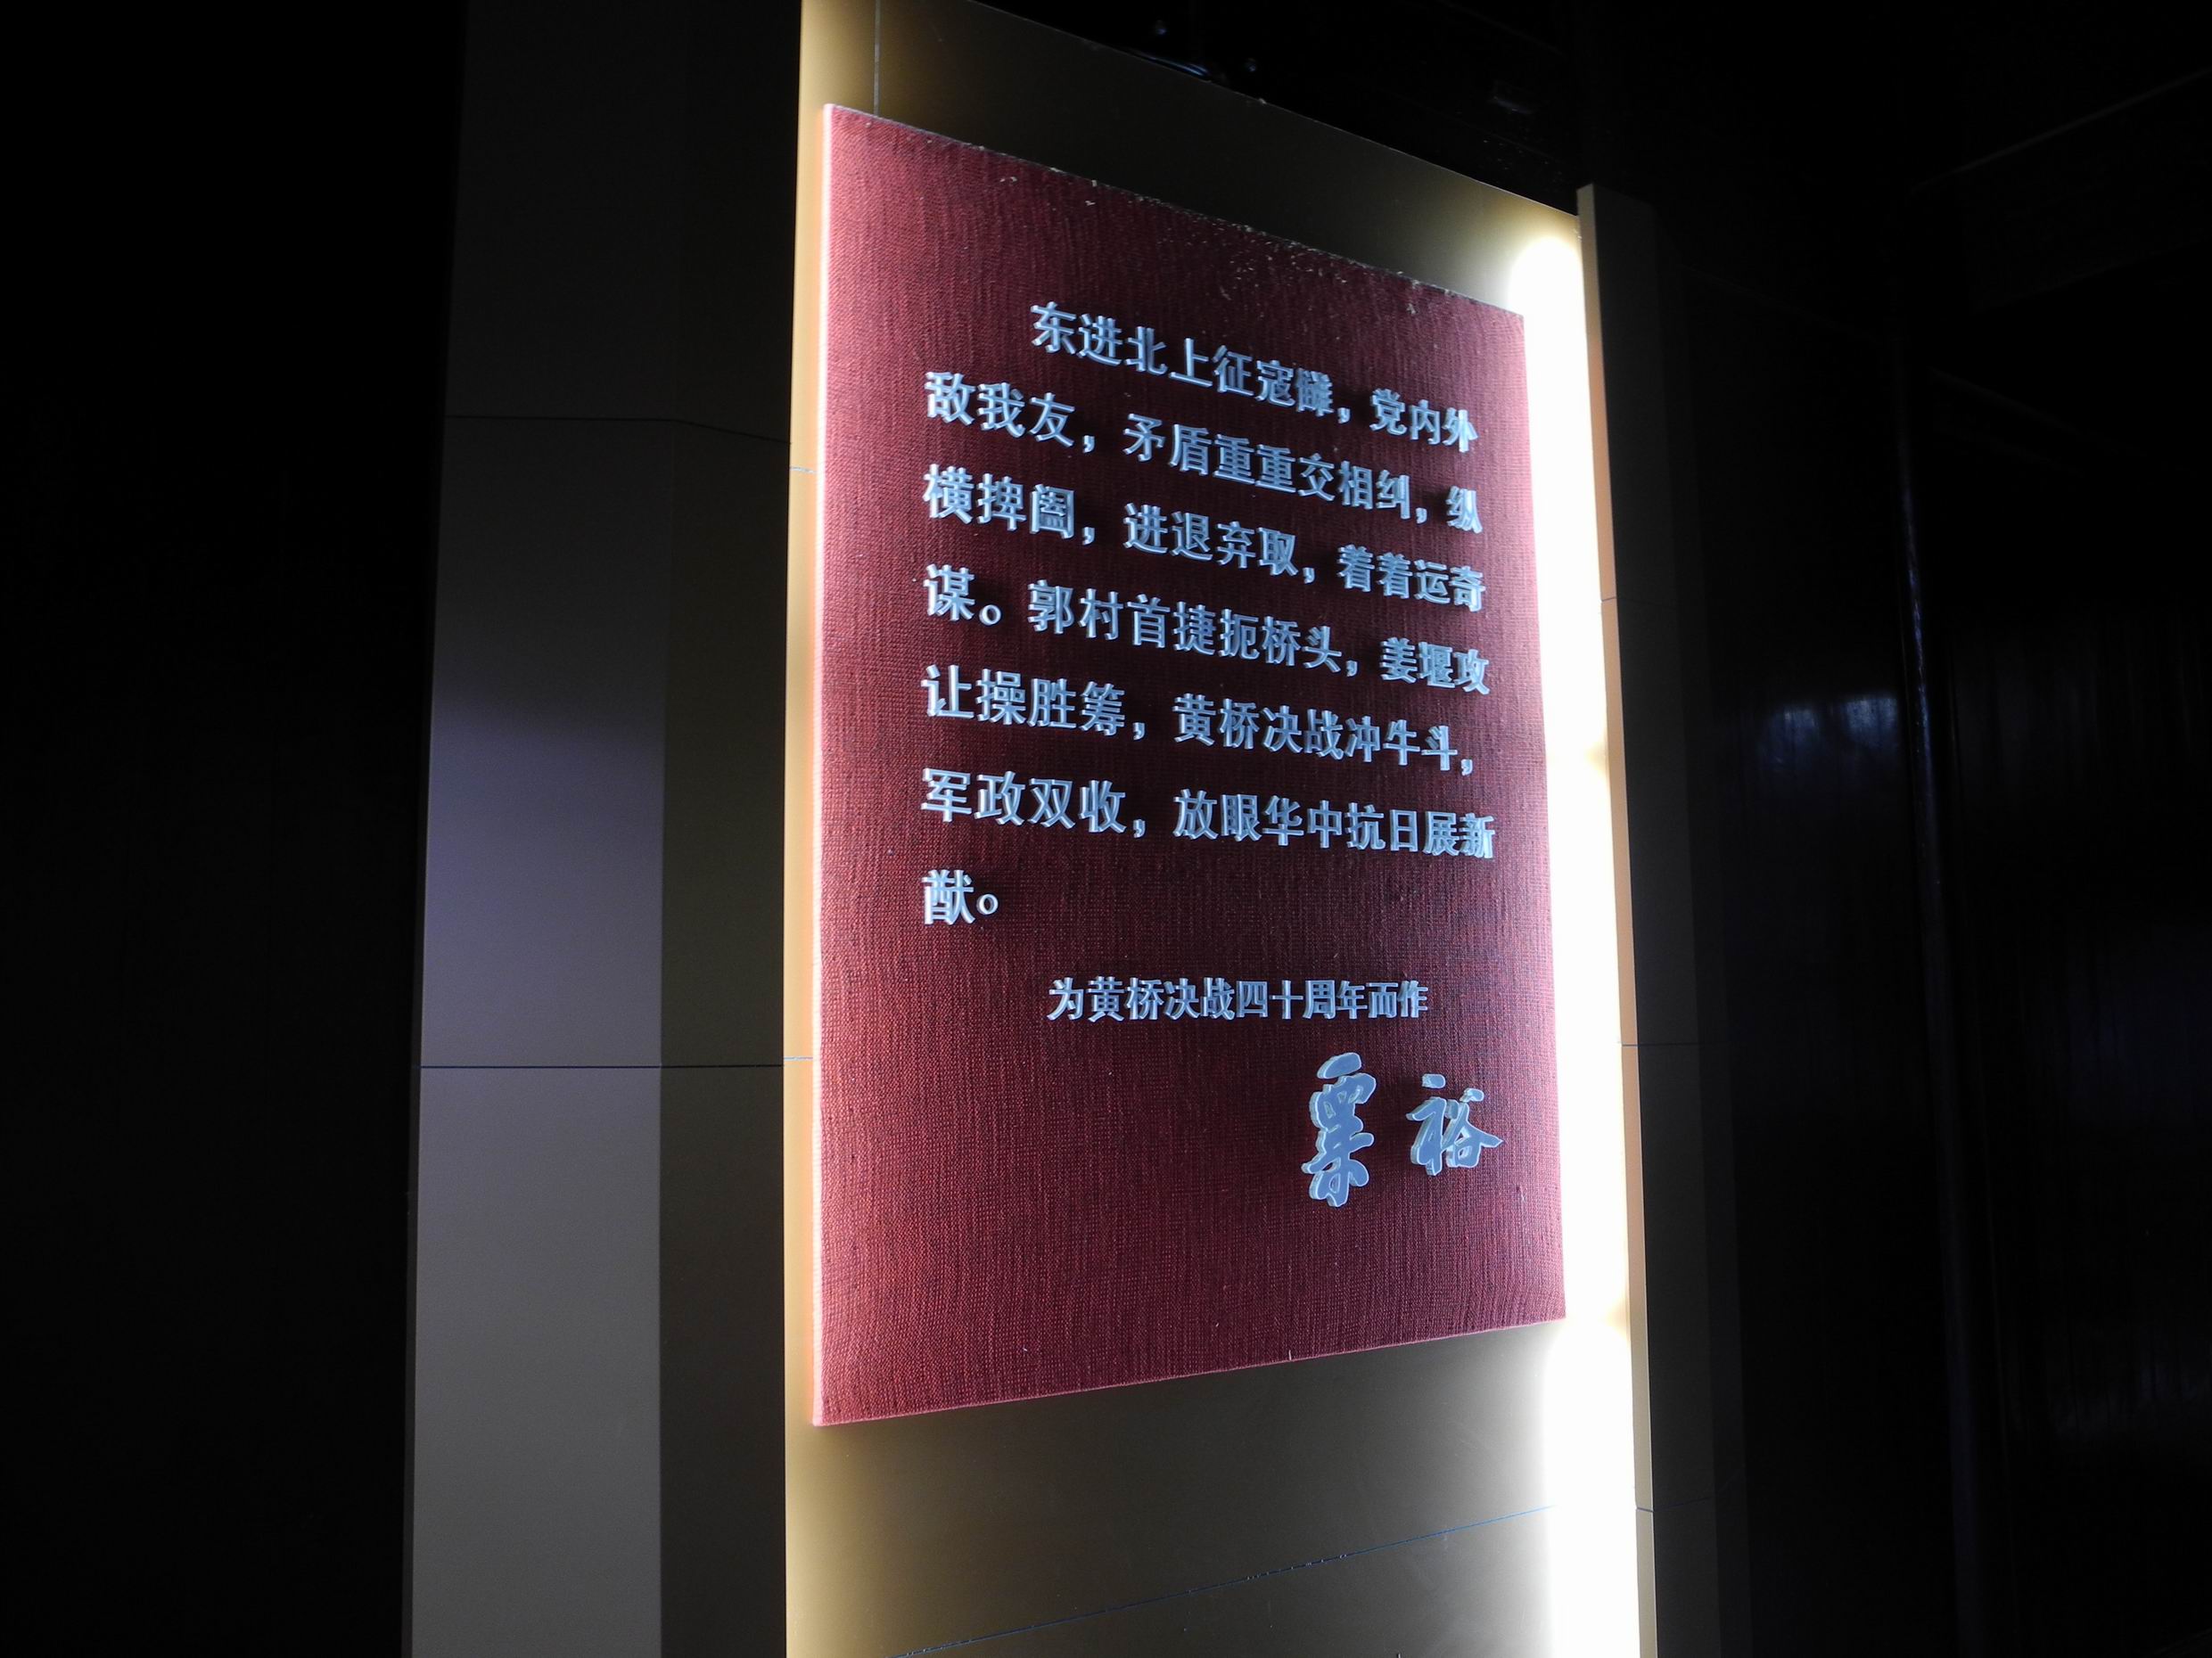 东进北上征寇雠，党内外
敌我友，矛盾重重交相纠，纵
横捭阖，进退弃取，着着运奇
谋。郭村首捷扼桥头，姜堰攻
让操胜筹，黄桥决战冲牛斗，
军政双收，放眼华中抗日展新
猷。
为黄桥决战四十周年而作
粟裕